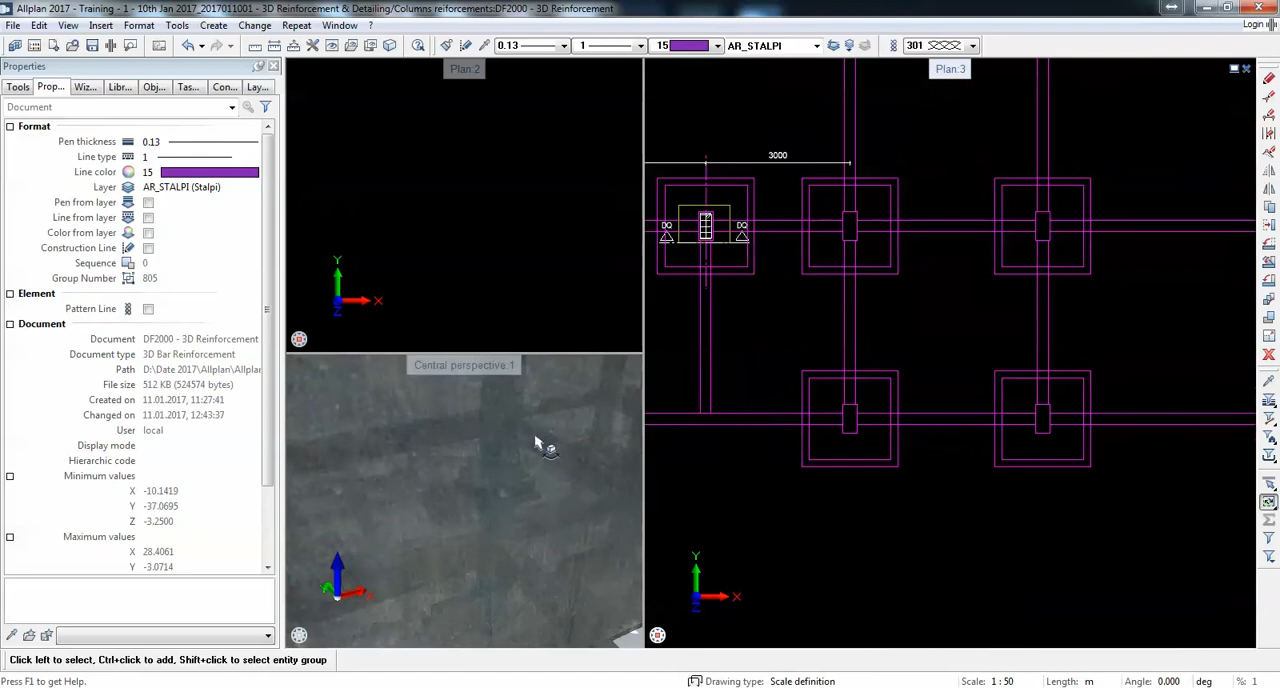 Allplan 2017 - Training - 1 - 10th Jan 2017_2017011001 - 3D Reinforcement & Detailing/Columns reiforcements:DF2000 - 3D Reinforcement
File Edit View Insert Format Tools Create Change Repeat Window ?
Login
0.13 1 15 AR_STALPI 301
Properties
Tools Prop... Wiz... Libr... Obj... Tas... Con... Lay...
Document
Format
Pen thickness 0.13
Line type 1
Line color 15
Layer AR_STALPI (Stalpi)
Pen from layer
Line from layer
Color from layer
Construction Line
Sequence 0
Group Number 805
Element
Pattern Line
Document
Document DF2000 - 3D Reinforcement
Document type 3D Bar Reinforcement
Path D:\Date 2017\Allplan\Allplar
File size 512 KB (524574 bytes)
Created on 11.01.2017, 11:27:41
Changed on 11.01.2017, 12:43:37
User local
Display mode
Hierarchic code
Minimum values
X -10.1419
Y -37.0695
Z -3.2500
Maximum values
X 28.4061
Y -3.0714
Plan:2
Y
X
Z
Central perspective:1
X
Plan:3
3000
DQ DQ
Y
X
Z
Click left to select, Ctrl+click to add, Shift+click to select entity group
Press F1 to get Help.
Drawing type: Scale definition Scale: 1 : 50 Length: m Angle: 0.000 deg %: 1